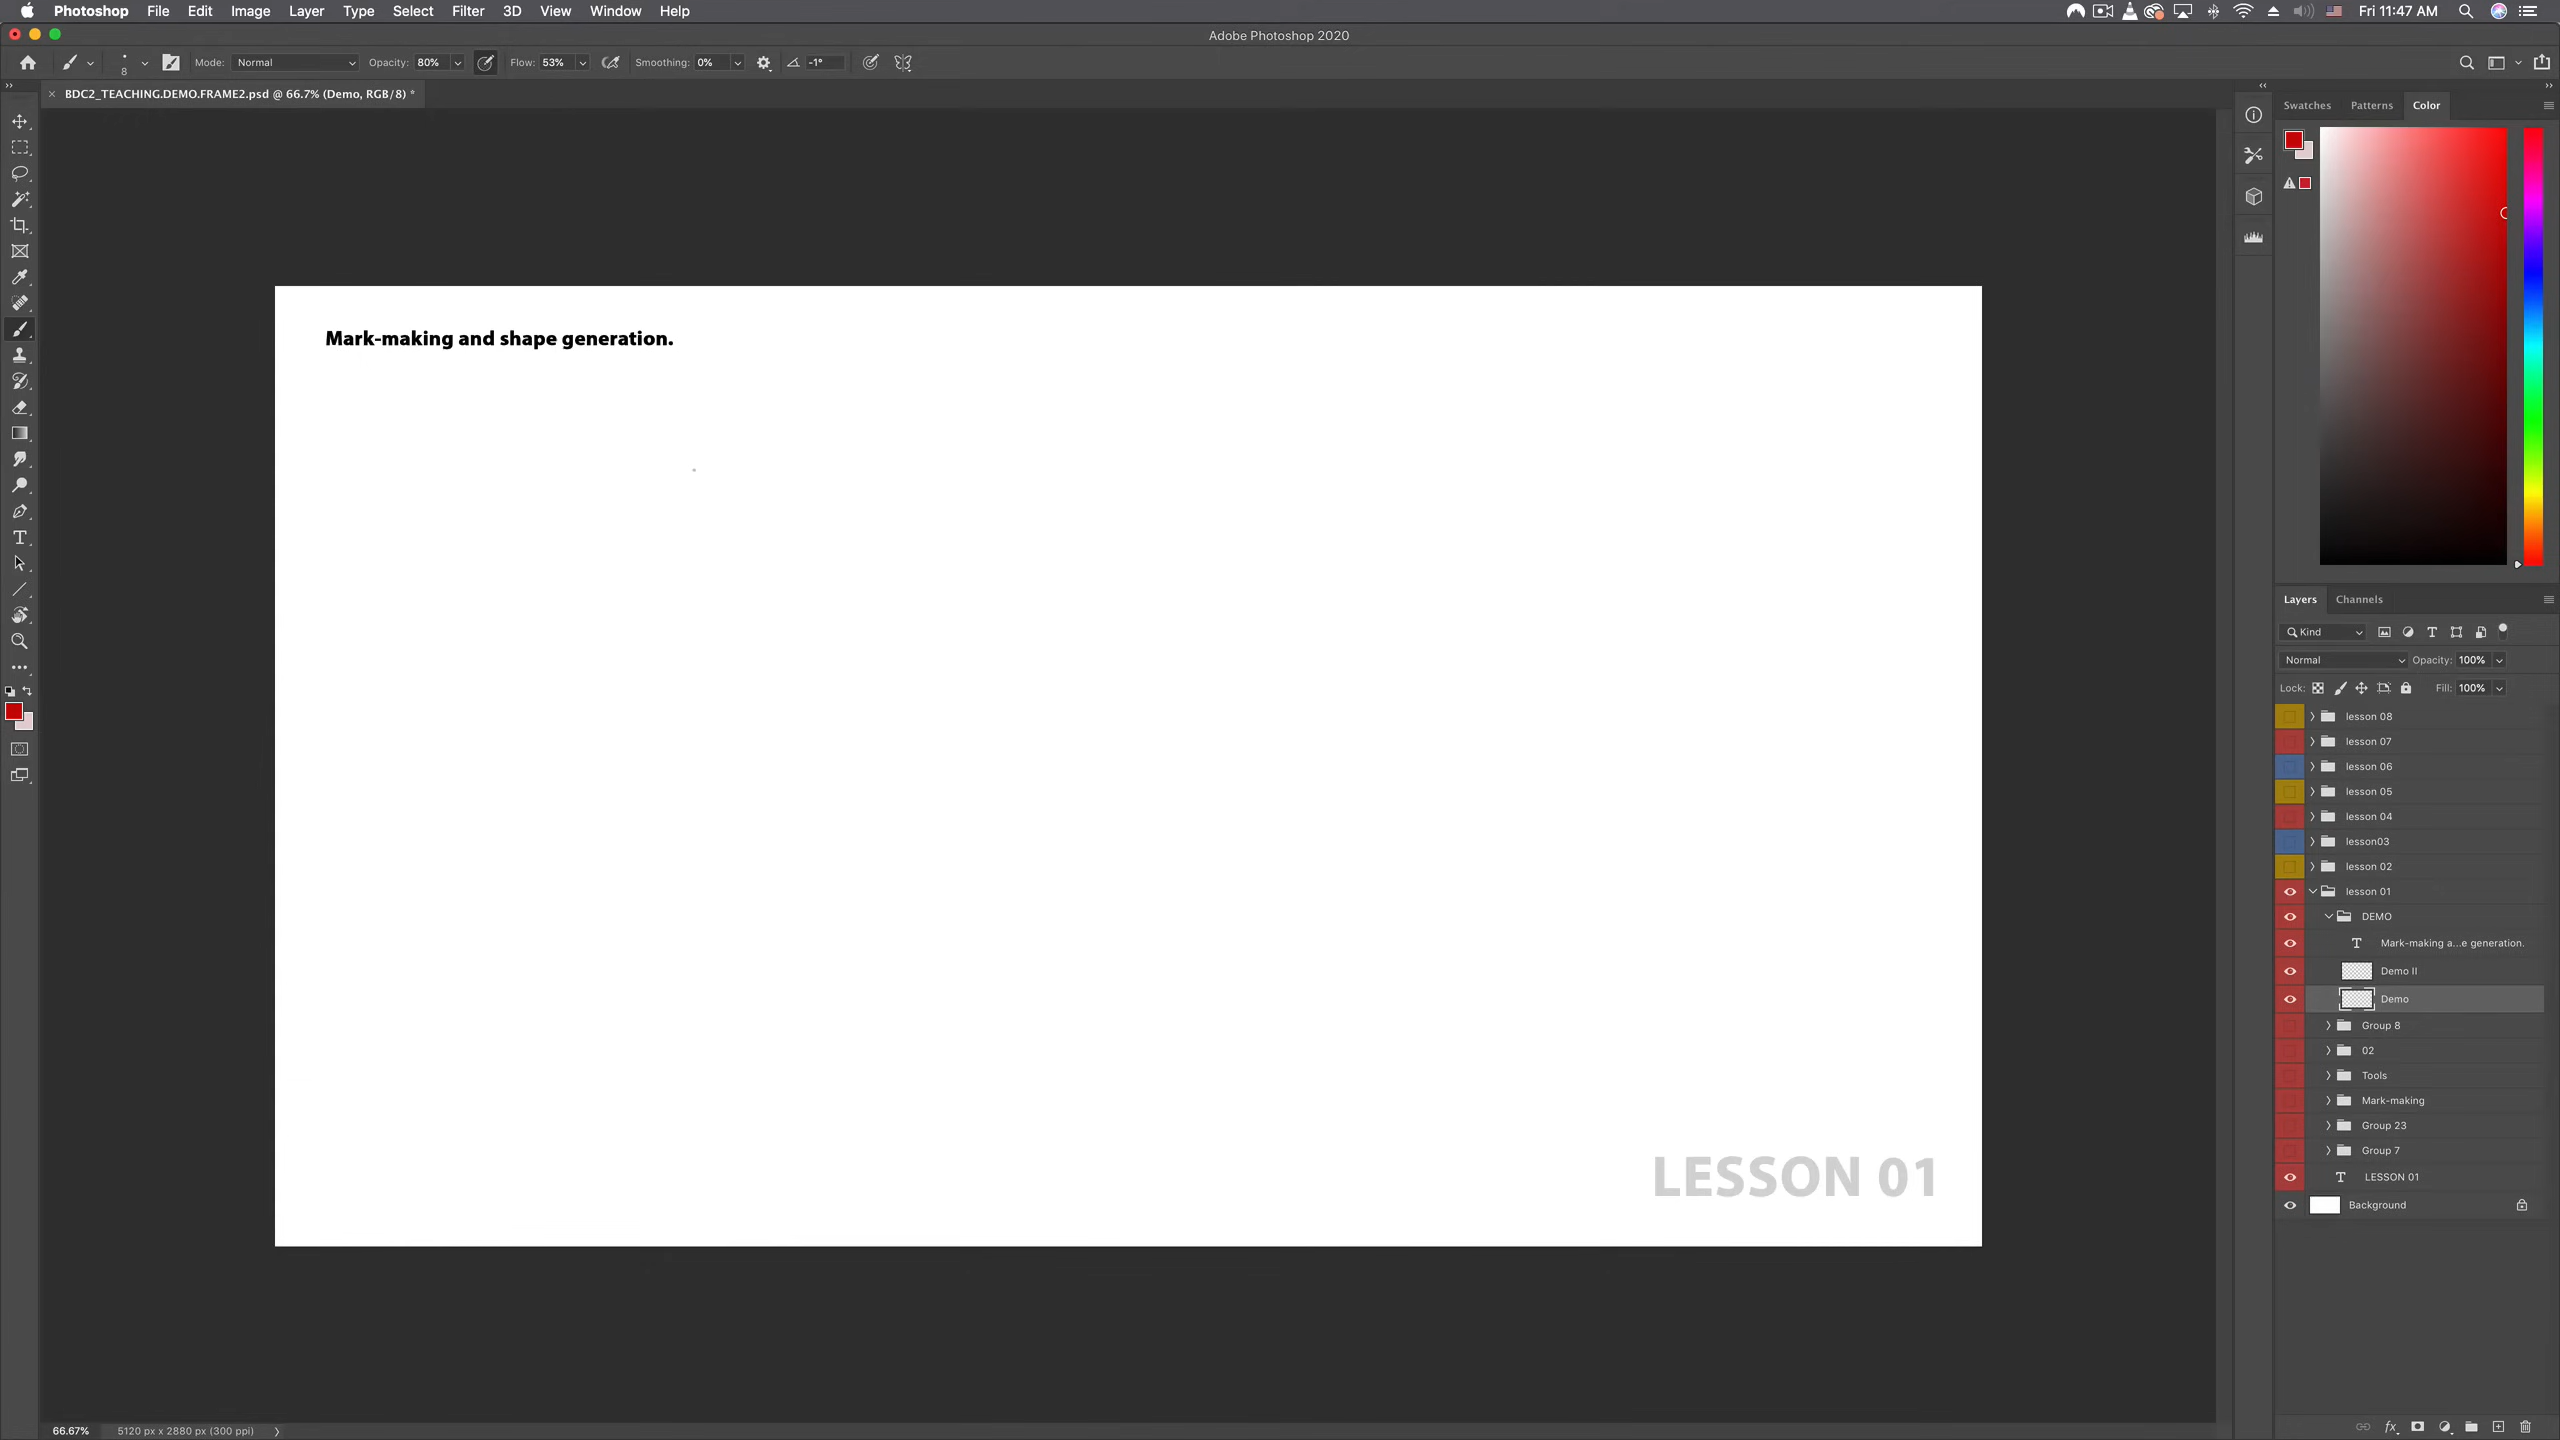 Photoshop File Edit Image Layer Type Select Filter 3D View Window Help Fri 11:47 AM
Adobe Photoshop 2020
8 Mode: Normal Opacity: 80% Flow: 53% Smoothing: 0% -1°
BDC2_TEACHING.DEMO.FRAME2.psd @ 66.7% (Demo, RGB/8) *
Swatches Patterns Color
Mark-making and shape generation.
LESSON 01
Layers Channels
Kind
Normal Opacity: 100%
Lock: Fill: 100%
lesson 08
lesson 07
lesson 06
lesson 05
lesson 04
lesson03
lesson 02
lesson 01
DEMO
T Mark-making a...e generation.
Demo II
Demo
Group 8
02
Tools
Mark-making
Group 23
Group 7
T LESSON 01
Background
fx
66.67% 5120 px x 2880 px (300 ppi)